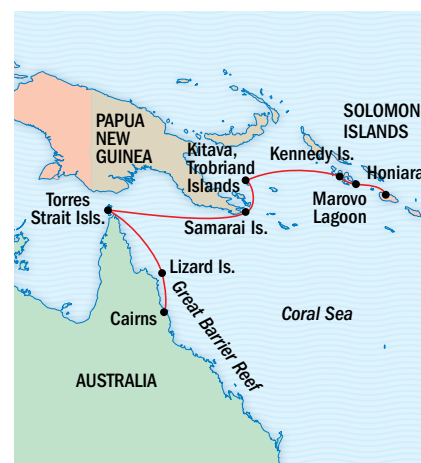 PAPUA
NEW
GUINEA
SOLOMON
ISLANDS
Kitava,
Trobriand
Islands
Kennedy Is.
Honiara
Marovo
Lagoon
Torres
Strait Isls.
Samarai Is.
Lizard Is.
Great Barrier Reef
Coral Sea
Cairns
AUSTRALIA